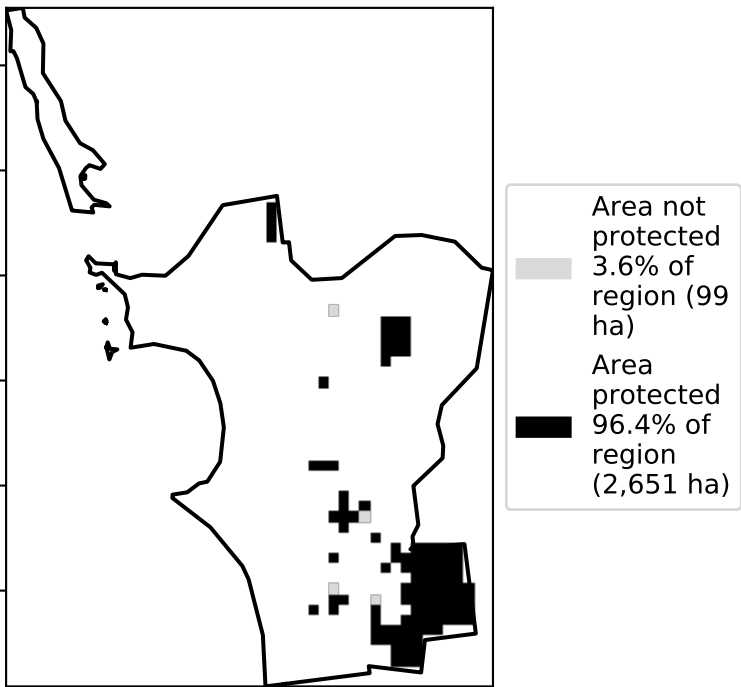 Area not
protected
3.6% of
region (99
ha)
Area
protected
96.4% of
region
(2,651 ha)